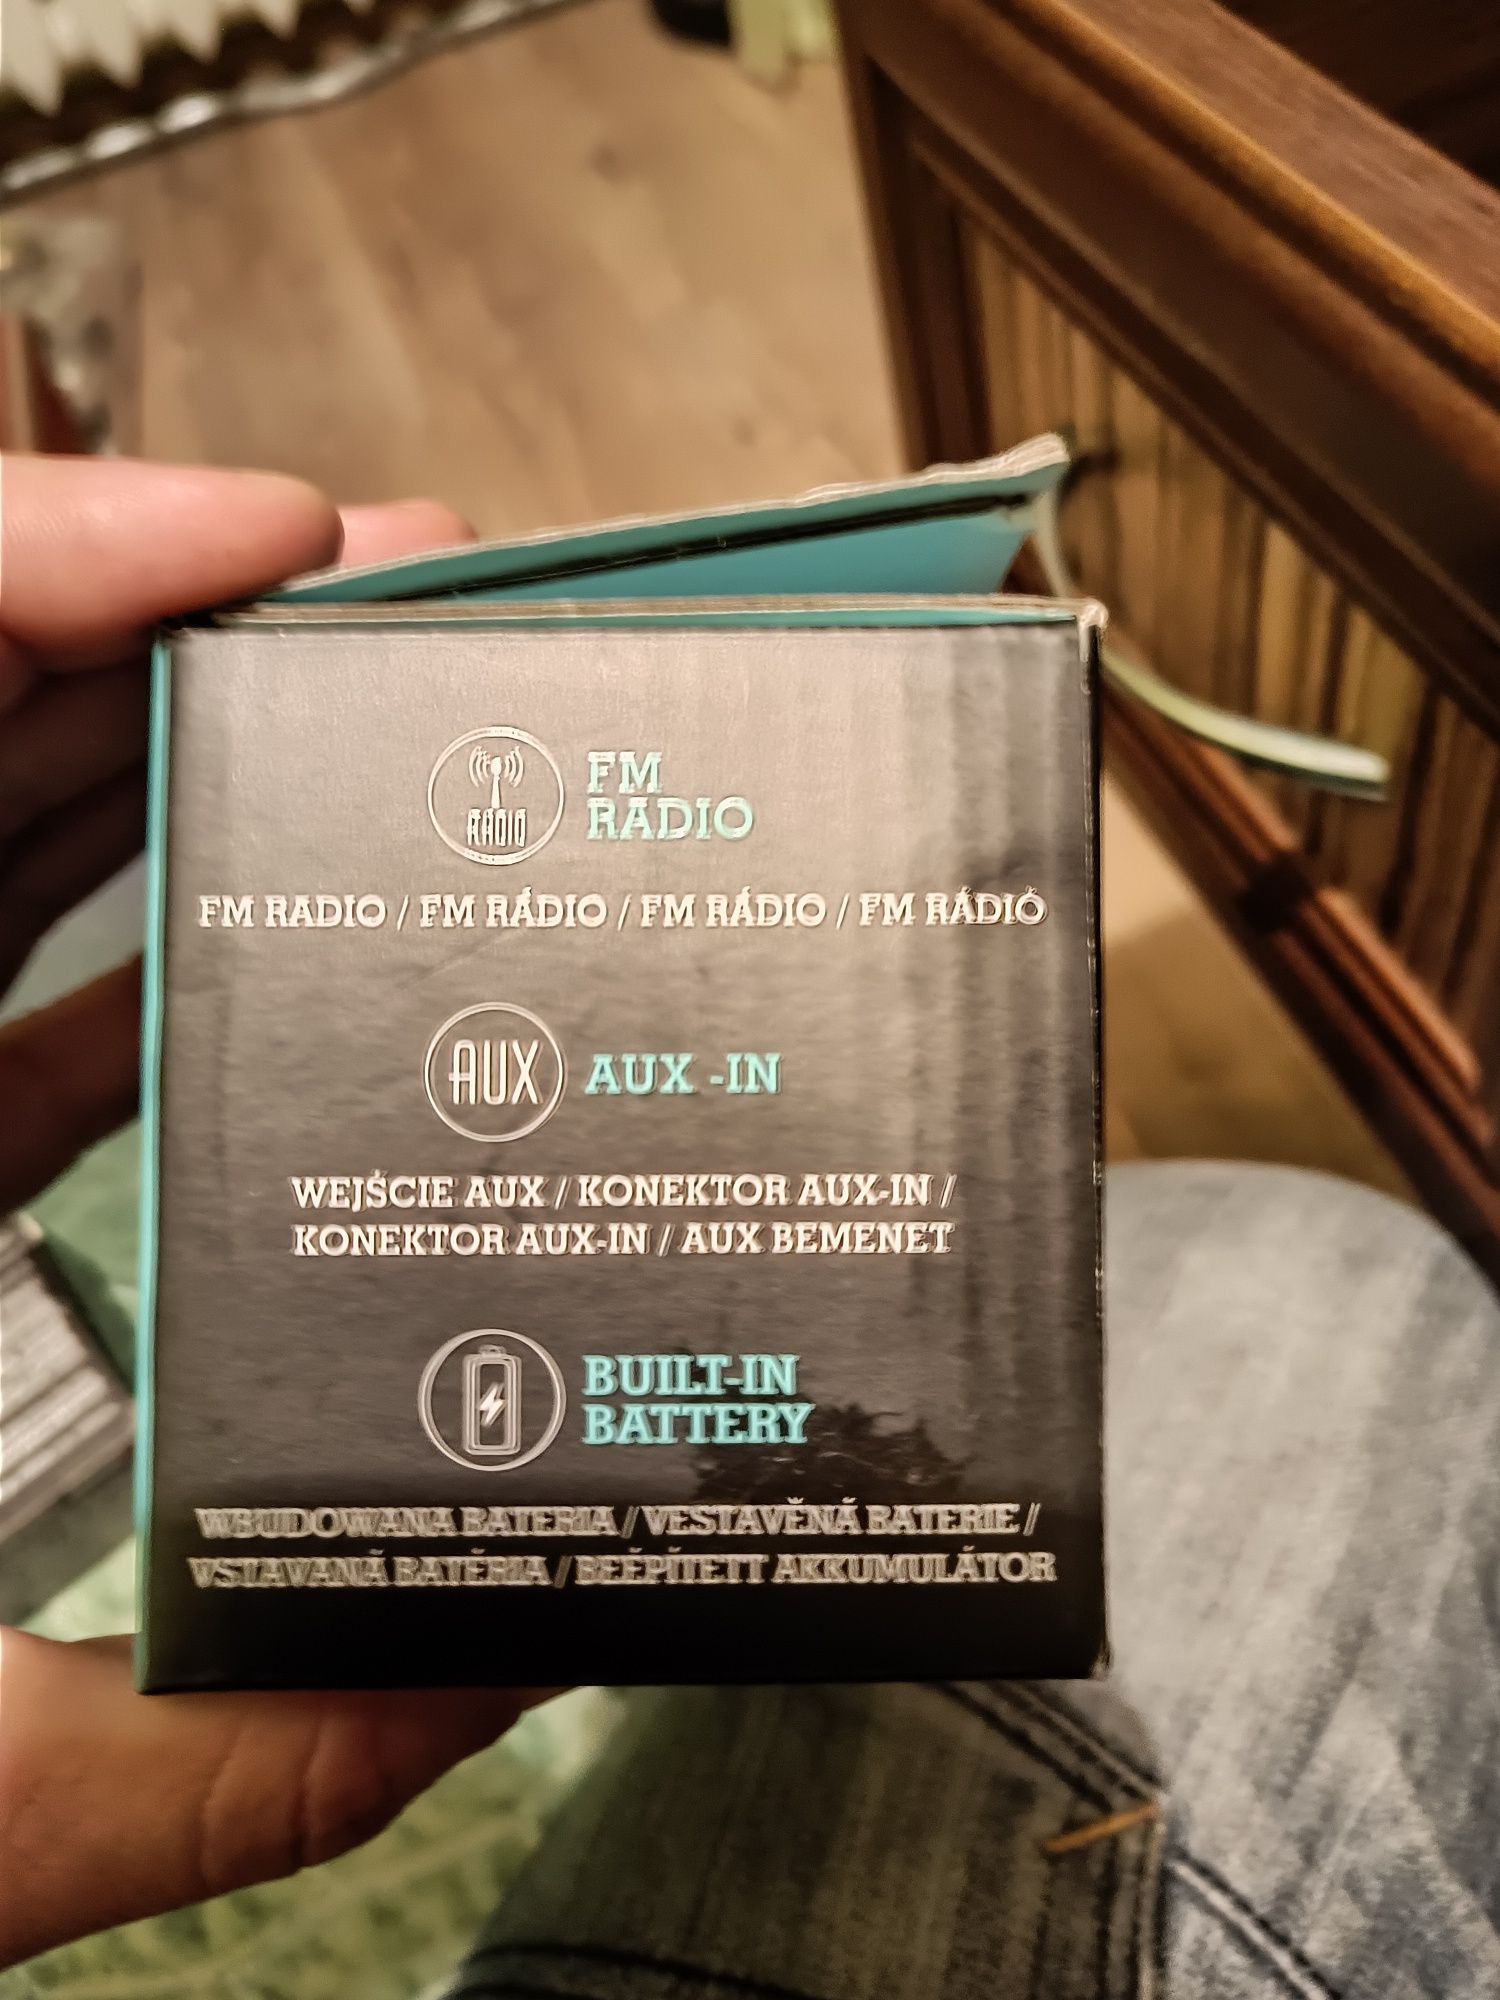 RADIO
FM
RADIO
FM RADIO / FM RÁDIO / FM RÁDIO / FM RÁDIÓ
AUX
AUX -IN
WEJŚCIE AUX / KONEKTOR AUX-IN /
KONEKTOR AUX-IN / AUX BEMENET
BUILT-IN
BATTERY
WBUDOWANA BATERIA / VESTAVĚNÁ BATERIE /
VSTAVANÁ BATÉRIA / BEÉPÍTETT AKKUMULÁTOR